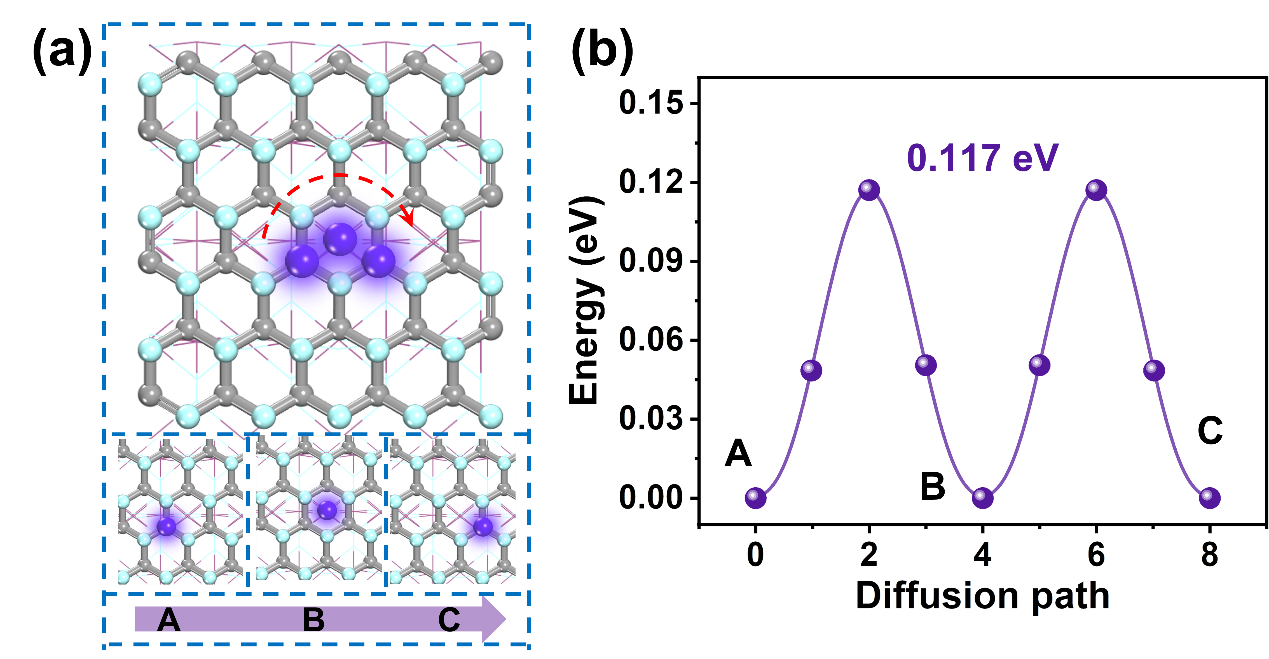 (a)
A B C
(b)
0.15
0.12
0.09
0.06
0.03
0.00
Energy (eV)
0.117 eV
A
B
C
0 2 4 6 8
Diffusion path